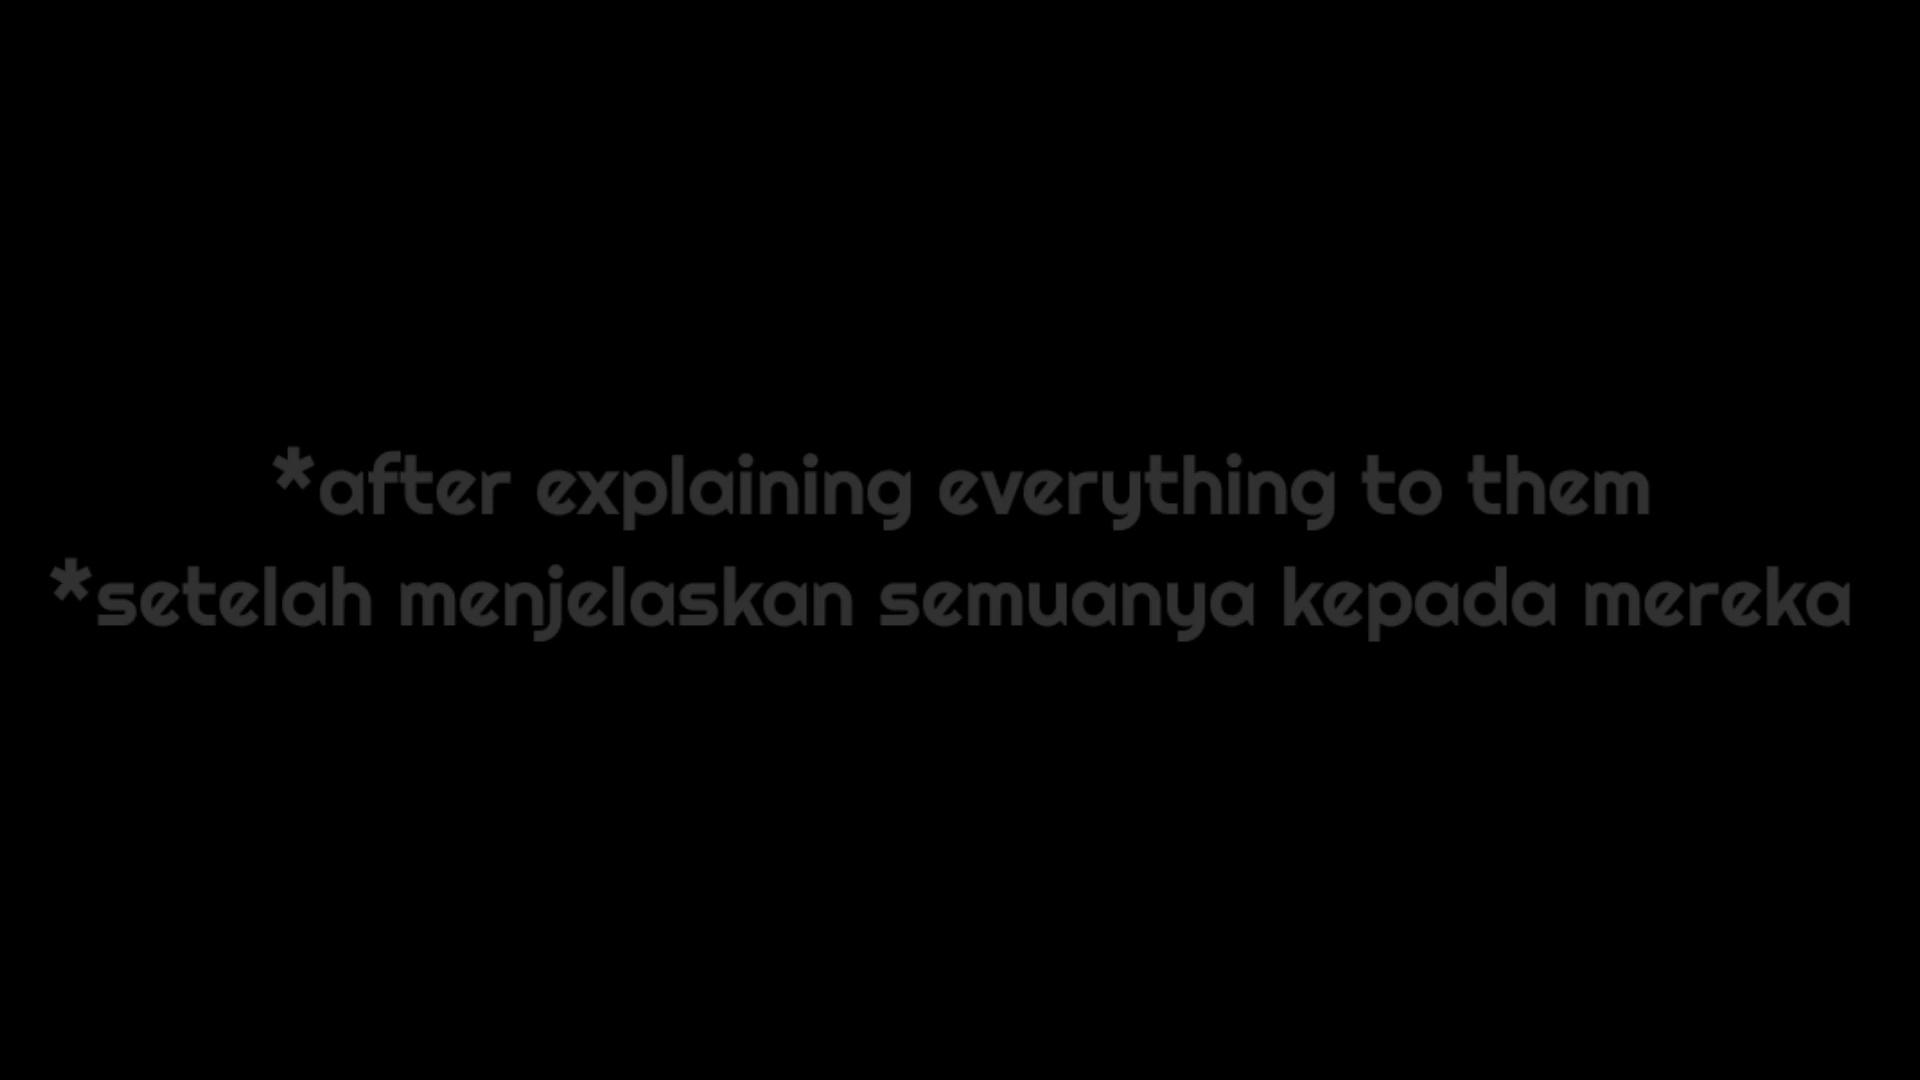 *after explaining everything to them
*setelah menjelaskan semuanya kepada mereka